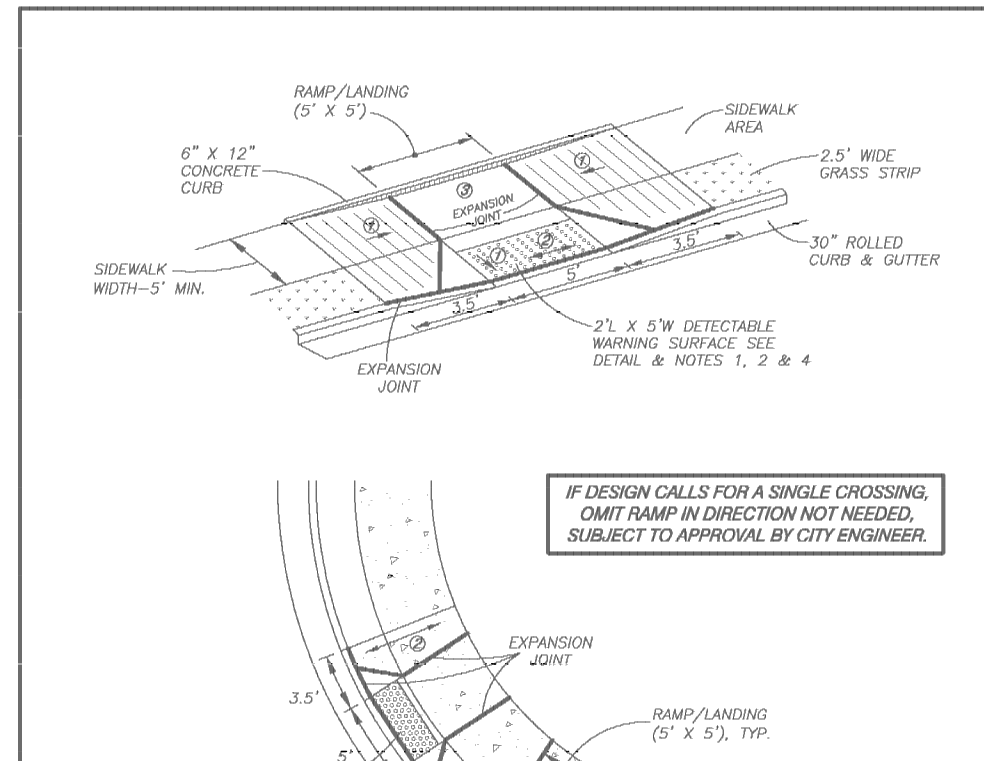 RAMP/LANDING
(5' X 5')
SIDEWALK
AREA
6" X 12"
CONCRETE
CURB
2.5' WIDE
GRASS STRIP
1
3
EXPANSION
JOINT
1
2
1
SIDEWALK
WIDTH-5' MIN.
3.5'
5'
3.5'
30" ROLLED
CURB & GUTTER
2'L X 5'W DETECTABLE
WARNING SURFACE SEE
DETAIL & NOTES 1, 2 & 4
EXPANSION
JOINT
IF DESIGN CALLS FOR A SINGLE CROSSING,
OMIT RAMP IN DIRECTION NOT NEEDED,
SUBJECT TO APPROVAL BY CITY ENGINEER.
2
EXPANSION
JOINT
3.5'
RAMP/LANDING
(5' X 5'), TYP.
5'